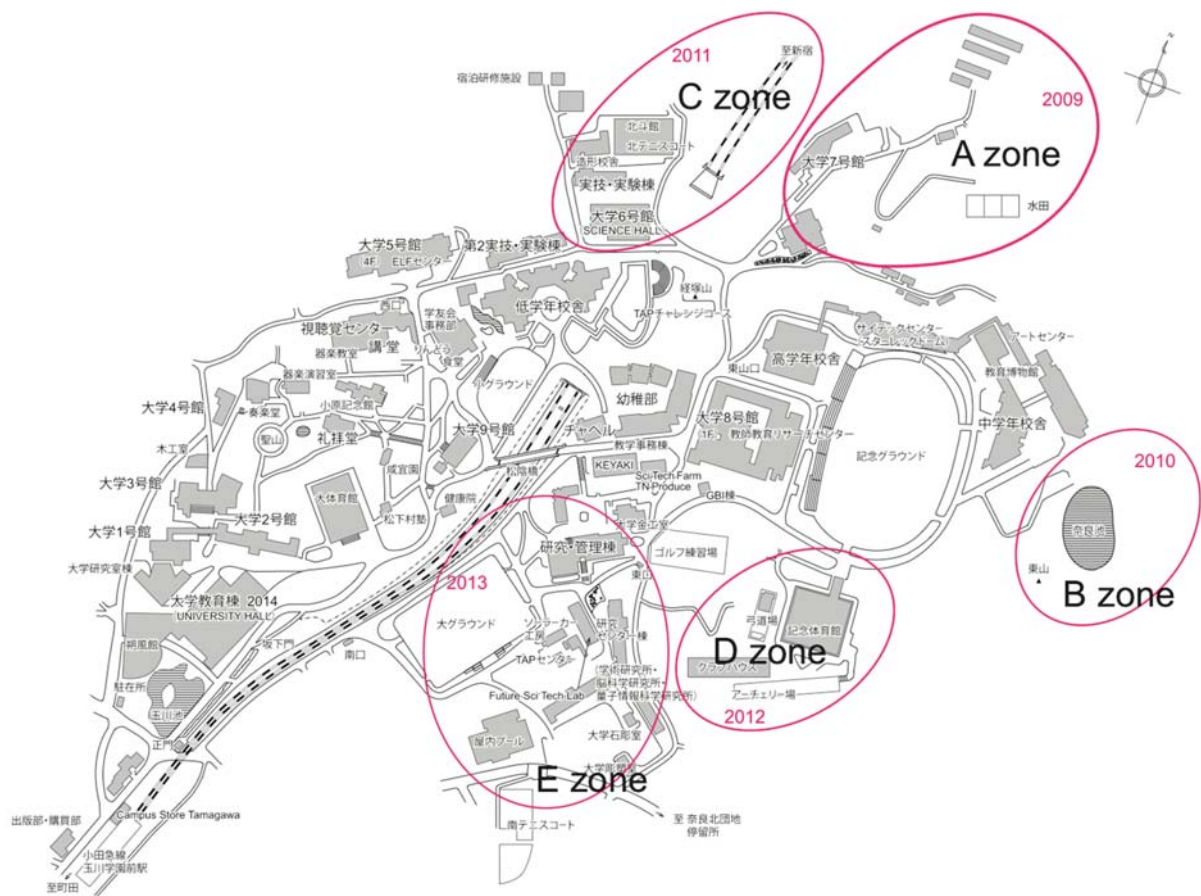 2011
至新宿
宿泊研修施設
C zone
2009
北斗館
北テニスコート
造形校舎
実技・実験棟
大学7号館
A zone
水田
大学6号館
SCIENCE HALL
大学5号館
(4F: ELFセンター
第2実技・実験棟
経塚山
TAPチャレンジコース
低学年校舎
西口
学友会
事務部
視聴覚センター
講堂
りんどう
食堂
器楽教室
器楽演習室
小グラウンド
サイテックセンター
(スターレックドーム)
アートセンター
高学年校舎
東山口
教育博物館
幼稚部
大学4号館
奏楽堂
小原記念館
大学9号館
チャペル
大学8号館
1F: 教師教育リサーチセンター
中学年校舎
聖山
礼拝堂
教学事務棟
木工室
咸宜園
松陰橋
KEYAKI
Sci Tech Farm
TN Produce
記念グラウンド
2010
大学3号館
大体育館
健康院
GBI棟
松下村塾
大学2号館
大学金工室
奈良池
大学1号館
研究・管理棟
ゴルフ練習場
大学研究室棟
2013
東口
東山
B zone
大学教育棟 2014
UNIVERSITY HALL
大グラウンド
ソーラーカー
工房
研究
センター棟
弓道場
記念体育館
朔風館
坂下門
南口
TAPセンター
D zone
クラブハウス
(学術研究所・
脳科学研究所・
量子情報科学研究所)
駐在所
Future Sci Tech Lab
アーチェリー場
玉川池
2012
正門
屋内プール
大学石彫室
大学彫塑室
E zone
Campus Store Tamagawa
出版部・購買部
南テニスコート
至 奈良北団地
停留所
小田急線
玉川学園前駅
至町田